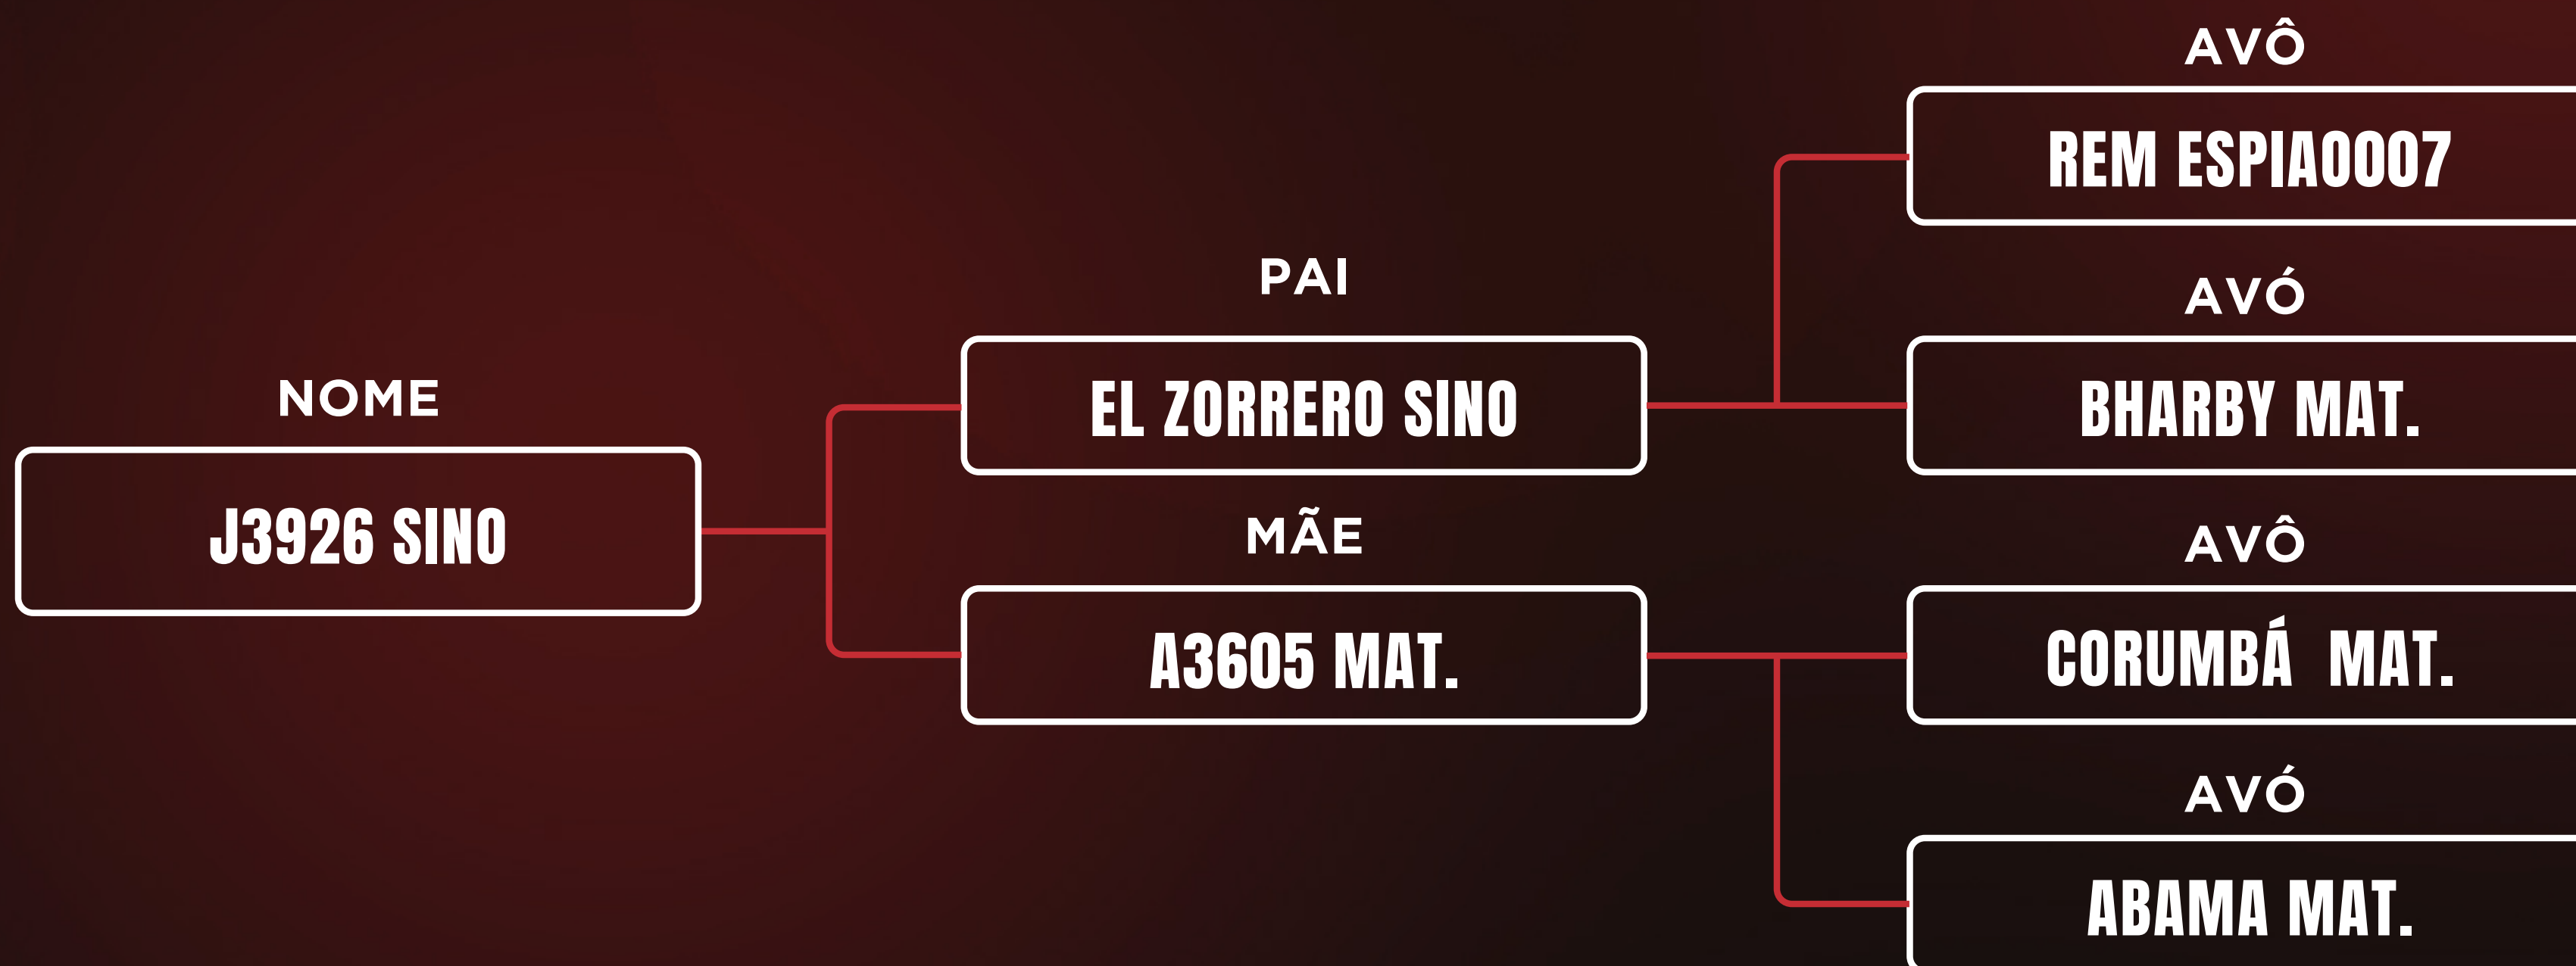 NOME
J3926 SINO
PAI
EL ZORRERO SINO
MÃE
A3605 MAT.
AVÔ
REM ESPIA0007
AVÓ
BHARBY MAT.
AVÔ
CORUMBÁ  MAT.
AVÓ
ABAMA MAT.